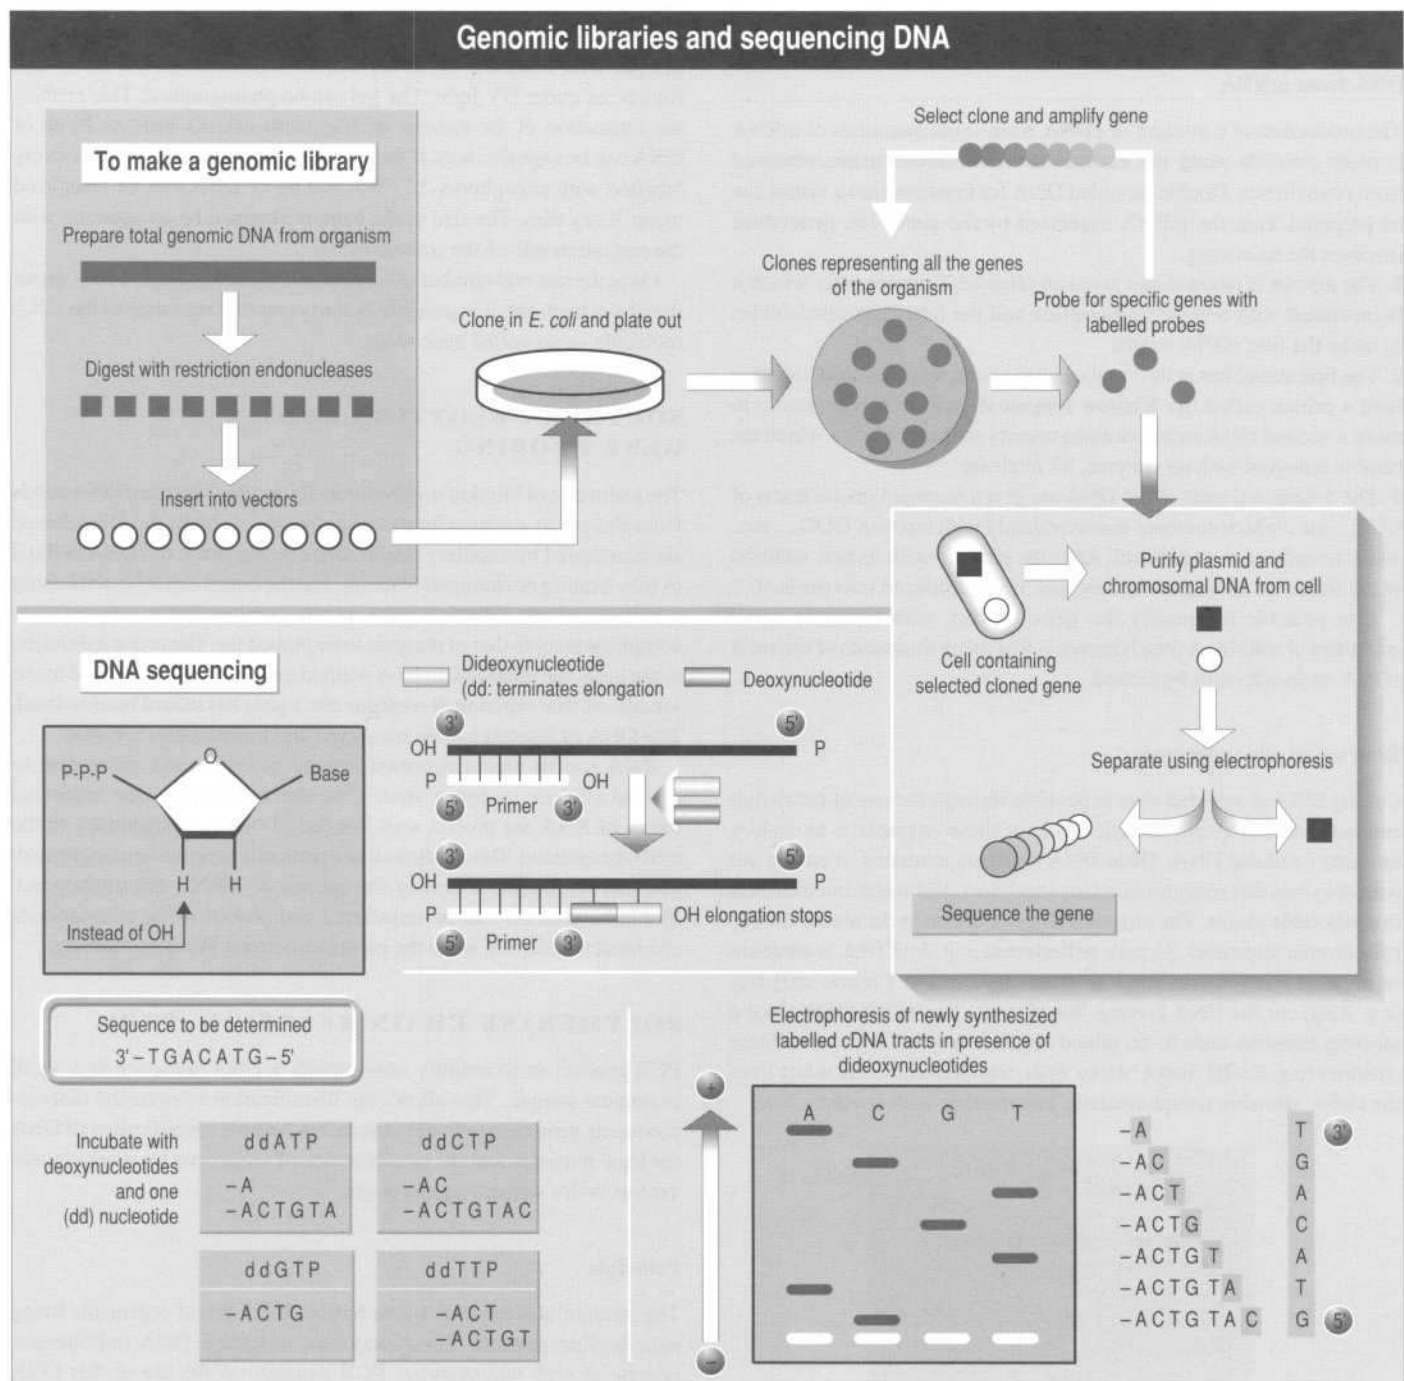 Genomic libraries and sequencing DNA
To make a genomic library
Prepare total genomic DNA from organism
Digest with restriction endonucleases
Insert into vectors
Clone in E. coli and plate out
Select clone and amplify gene
Clones representing all the genes
of the organism
Probe for specific genes with
labelled probes
Purify plasmid and
chromosomal DNA from cell
Cell containing
selected cloned gene
Separate using electrophoresis
Sequence the gene
DNA sequencing
P-P-P
O
Base
H H
Instead of OH
Dideoxynucleotide
(dd: terminates elongation
Deoxynucleotide
3' 5'
OH P
P OH
5' Primer 3'
3' 5'
OH P
P OH elongation stops
5' Primer 3'
Sequence to be determined
3'–TGACATG–5'
Incubate with
deoxynucleotides
and one
(dd) nucleotide
ddATP
–A
–ACTGTA
ddCTP
–AC
–ACTGTAC
ddGTP
–ACTG
ddTTP
–ACT
–ACTGT
Electrophoresis of newly synthesized
labelled cDNA tracts in presence of
dideoxynucleotides
+
–
A C G T
–A T 3'
–AC G
–ACT A
–ACTG C
–ACTGT A
–ACTGTA T
–ACTGTAC G 5'